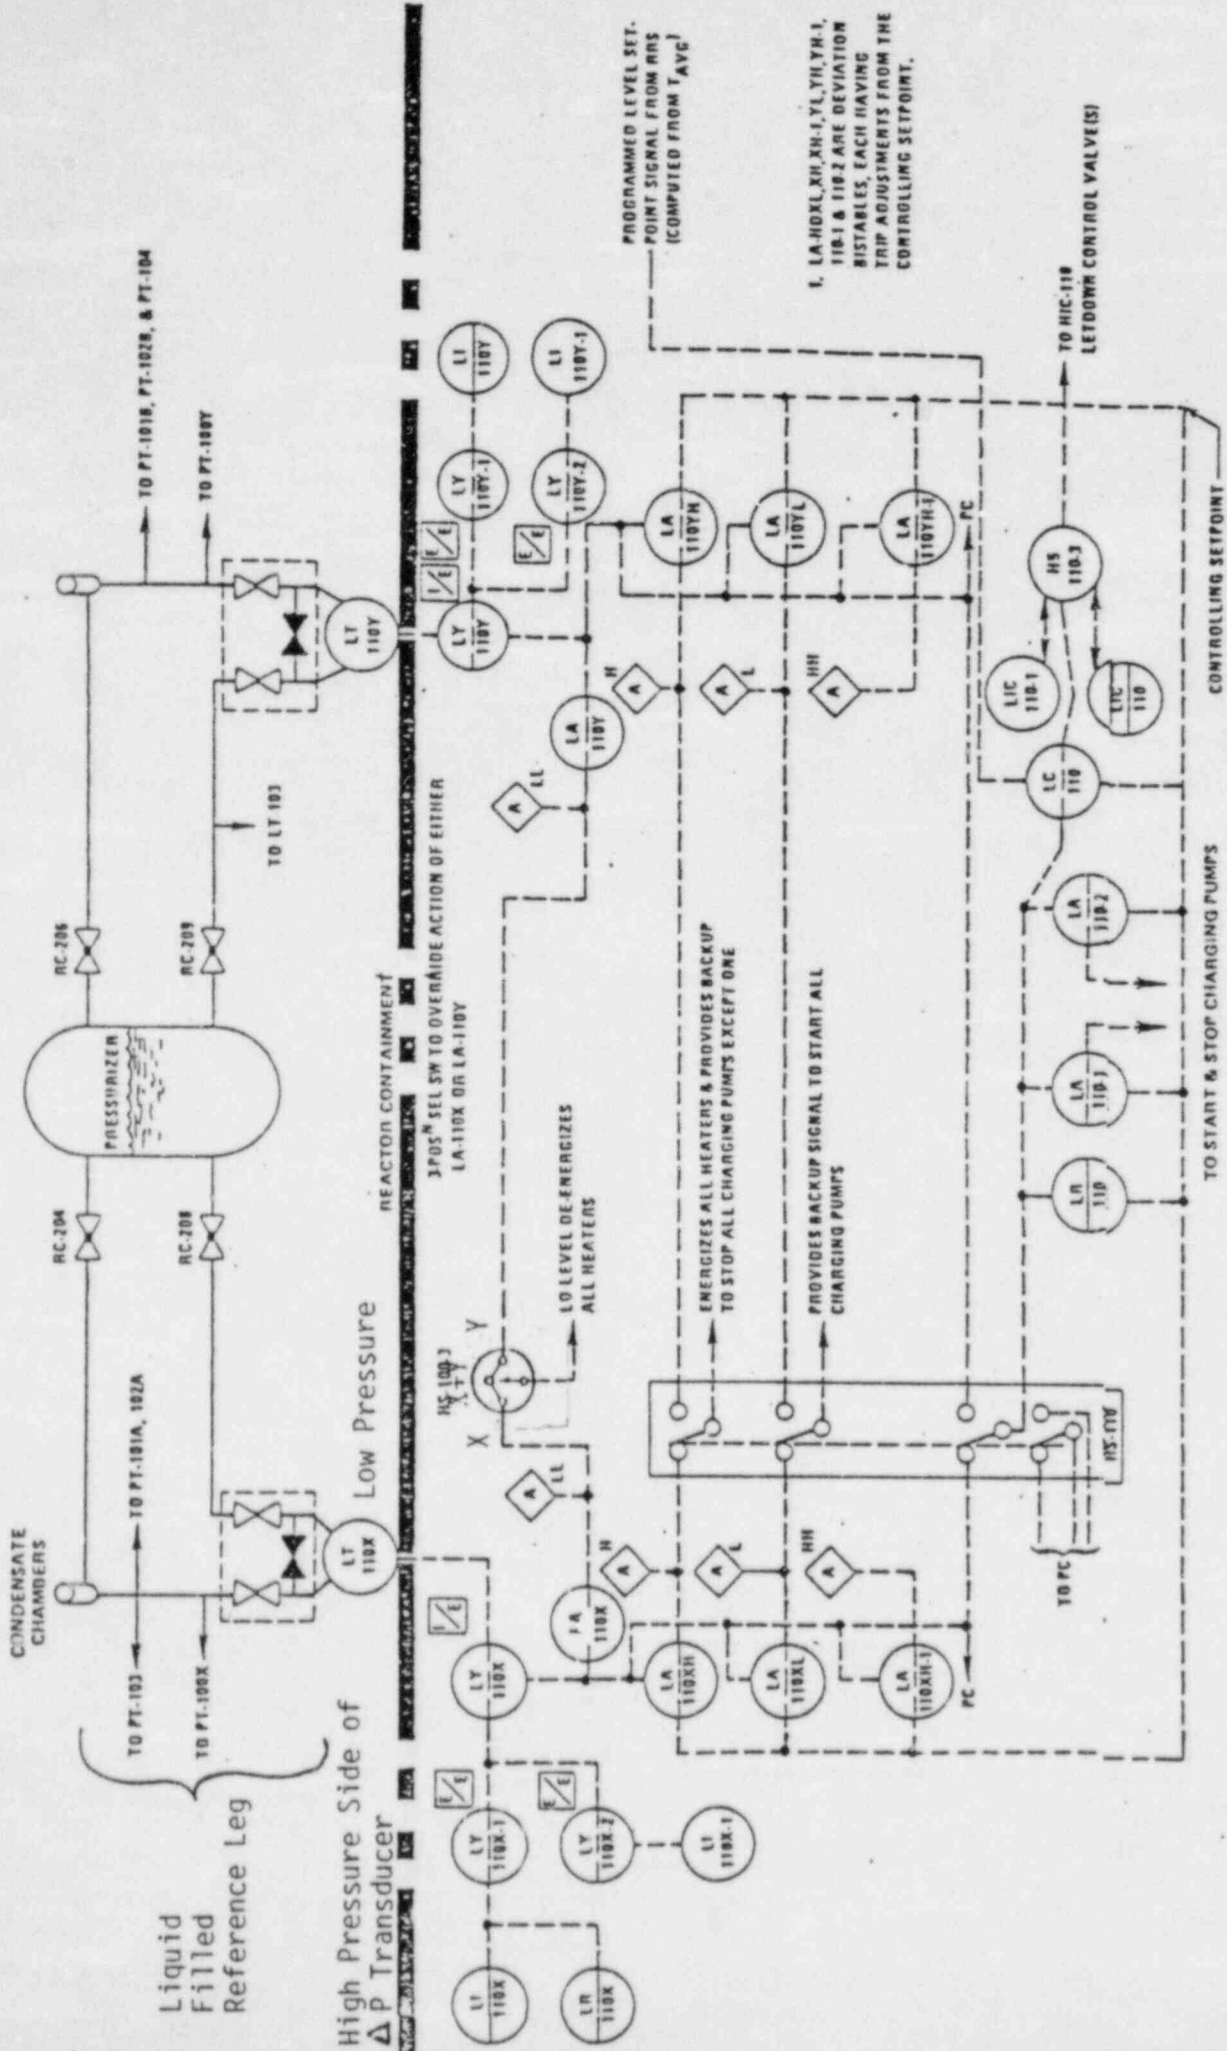 CONDENSATE
CHAMBERS
TO PT-103
TO PT-101A, 102A
TO PT-100X
Liquid
Filled
Reference Leg
High Pressure Side of
Δ P Transducer
Low Pressure
RC-204
RC-208
PRESSURIZER
RC-206
RC-209
TO LT 103
TO PT-101B, PT-102B, & PT-104
TO PT-100Y
LT
110X
LT
110Y
REACTOR CONTAINMENT
3 POSN SEL SW TO OVERRIDE ACTION OF EITHER
LA-110X OR LA-110Y
HS-100-3
X+Y
X
Y
LO LEVEL DE-ENERGIZES
ALL HEATERS
LI
110X
LR
110X
LY
110X-1
E/E
LY
110X-2
E/E
LI
110X-1
LY
110X
I/E
LA
110X
A
LL
LA
110XH
A
H
LA
110XL
A
L
LA
110XH-1
A
HH
PC
TO PC
HS-110
ENERGIZES ALL HEATERS & PROVIDES BACKUP
TO STOP ALL CHARGING PUMPS EXCEPT ONE
PROVIDES BACKUP SIGNAL TO START ALL
CHARGING PUMPS
LY
110Y
I/E
E/E
LY
110Y-1
LI
110Y
E/E
LY
110Y-2
LI
110Y-1
LA
110Y
A
LL
A
H
LA
110YH
A
L
LA
110YL
A
HH
LA
110YH-1
PC
PROGRAMMED LEVEL SET-
POINT SIGNAL FROM RRS
(COMPUTED FROM TAVG)
1. LA-110XL, XH, XH-1, YL, YH, YH-1,
110-1 & 110-2 ARE DEVIATION
BISTABLES, EACH HAVING
TRIP ADJUSTMENTS FROM THE
CONTROLLING SETPOINT.
LR
110
LA
110-1
LA
110-2
LC
110
LIC
110-1
LIC
110
HS
110-3
TO HIC-110
LETDOWN CONTROL VALVE(S)
TO START & STOP CHARGING PUMPS
CONTROLLING SETPOINT